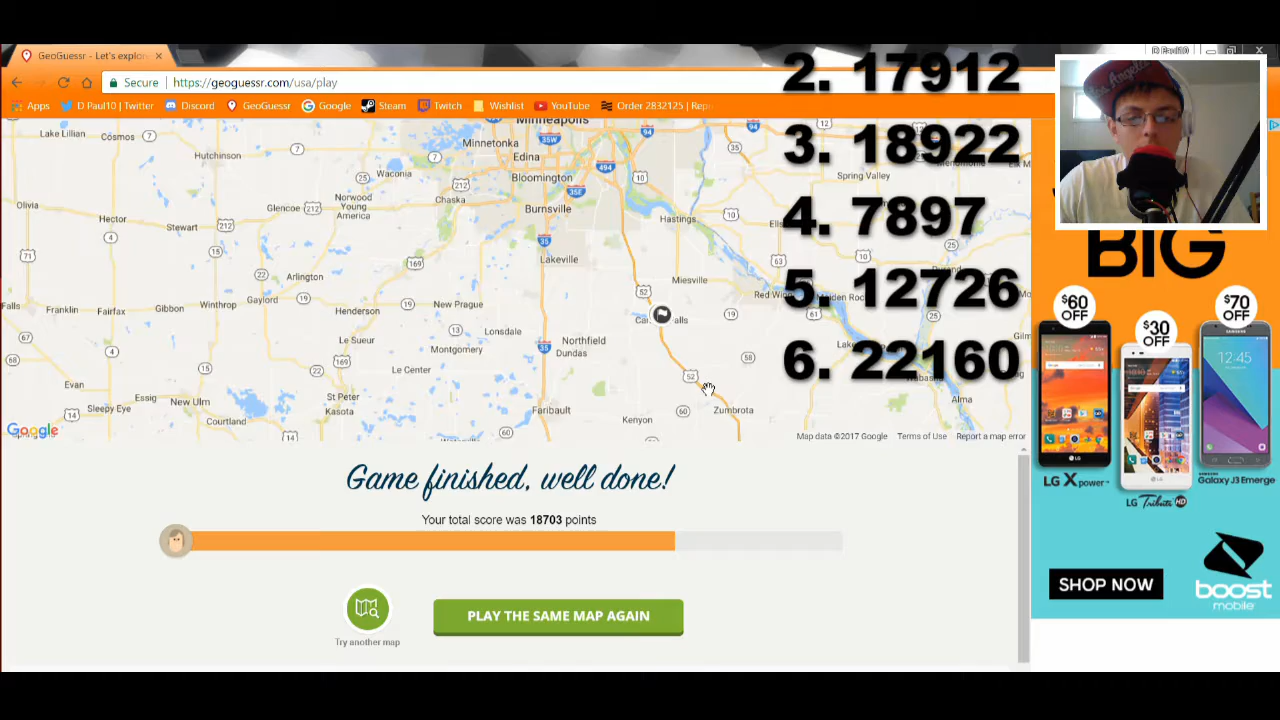 GeoGuessr - Let's explor
Secure https://geoguessr.com/usa/play
Apps D Paul10 | Twitter Discord GeoGuessr Google Steam Twitch Wishlist YouTube Order 2832125 | Rep
2. 17912
3. 18922
4. 7897
5. 12726
6. 22160
Lake Lillian
Cosmos
7
Hutchinson
Minneapolis
Minnetonka
Edina
Bloomington
Waconia
Chaska
Burnsville
Hastings
Spring Valley
Norwood Young America
Glencoe
212
Olivia
Hector
Stewart
Lakeville
Miesville
Red Wing
Arlington
Gaylord
Winthrop
Gibbon
Fairfax
Franklin
Falls
Henderson
New Prague
Le Sueur
Lonsdale
Montgomery
Northfield
Dundas
Le Center
Evan
Sleepy Eye
Essig
New Ulm
Courtland
St Peter
Kasota
Faribault
Kenyon
Zumbrota
Alma
Google
Map data ©2017 Google Terms of Use Report a map error
Game finished, well done!
Your total score was 18703 points
Try another map
PLAY THE SAME MAP AGAIN
BIG
$60 OFF
$30 OFF
$70 OFF
12:45
LG X power
LG Tribute HD
Galaxy J3 Emerge
SHOP NOW
boost
mobile